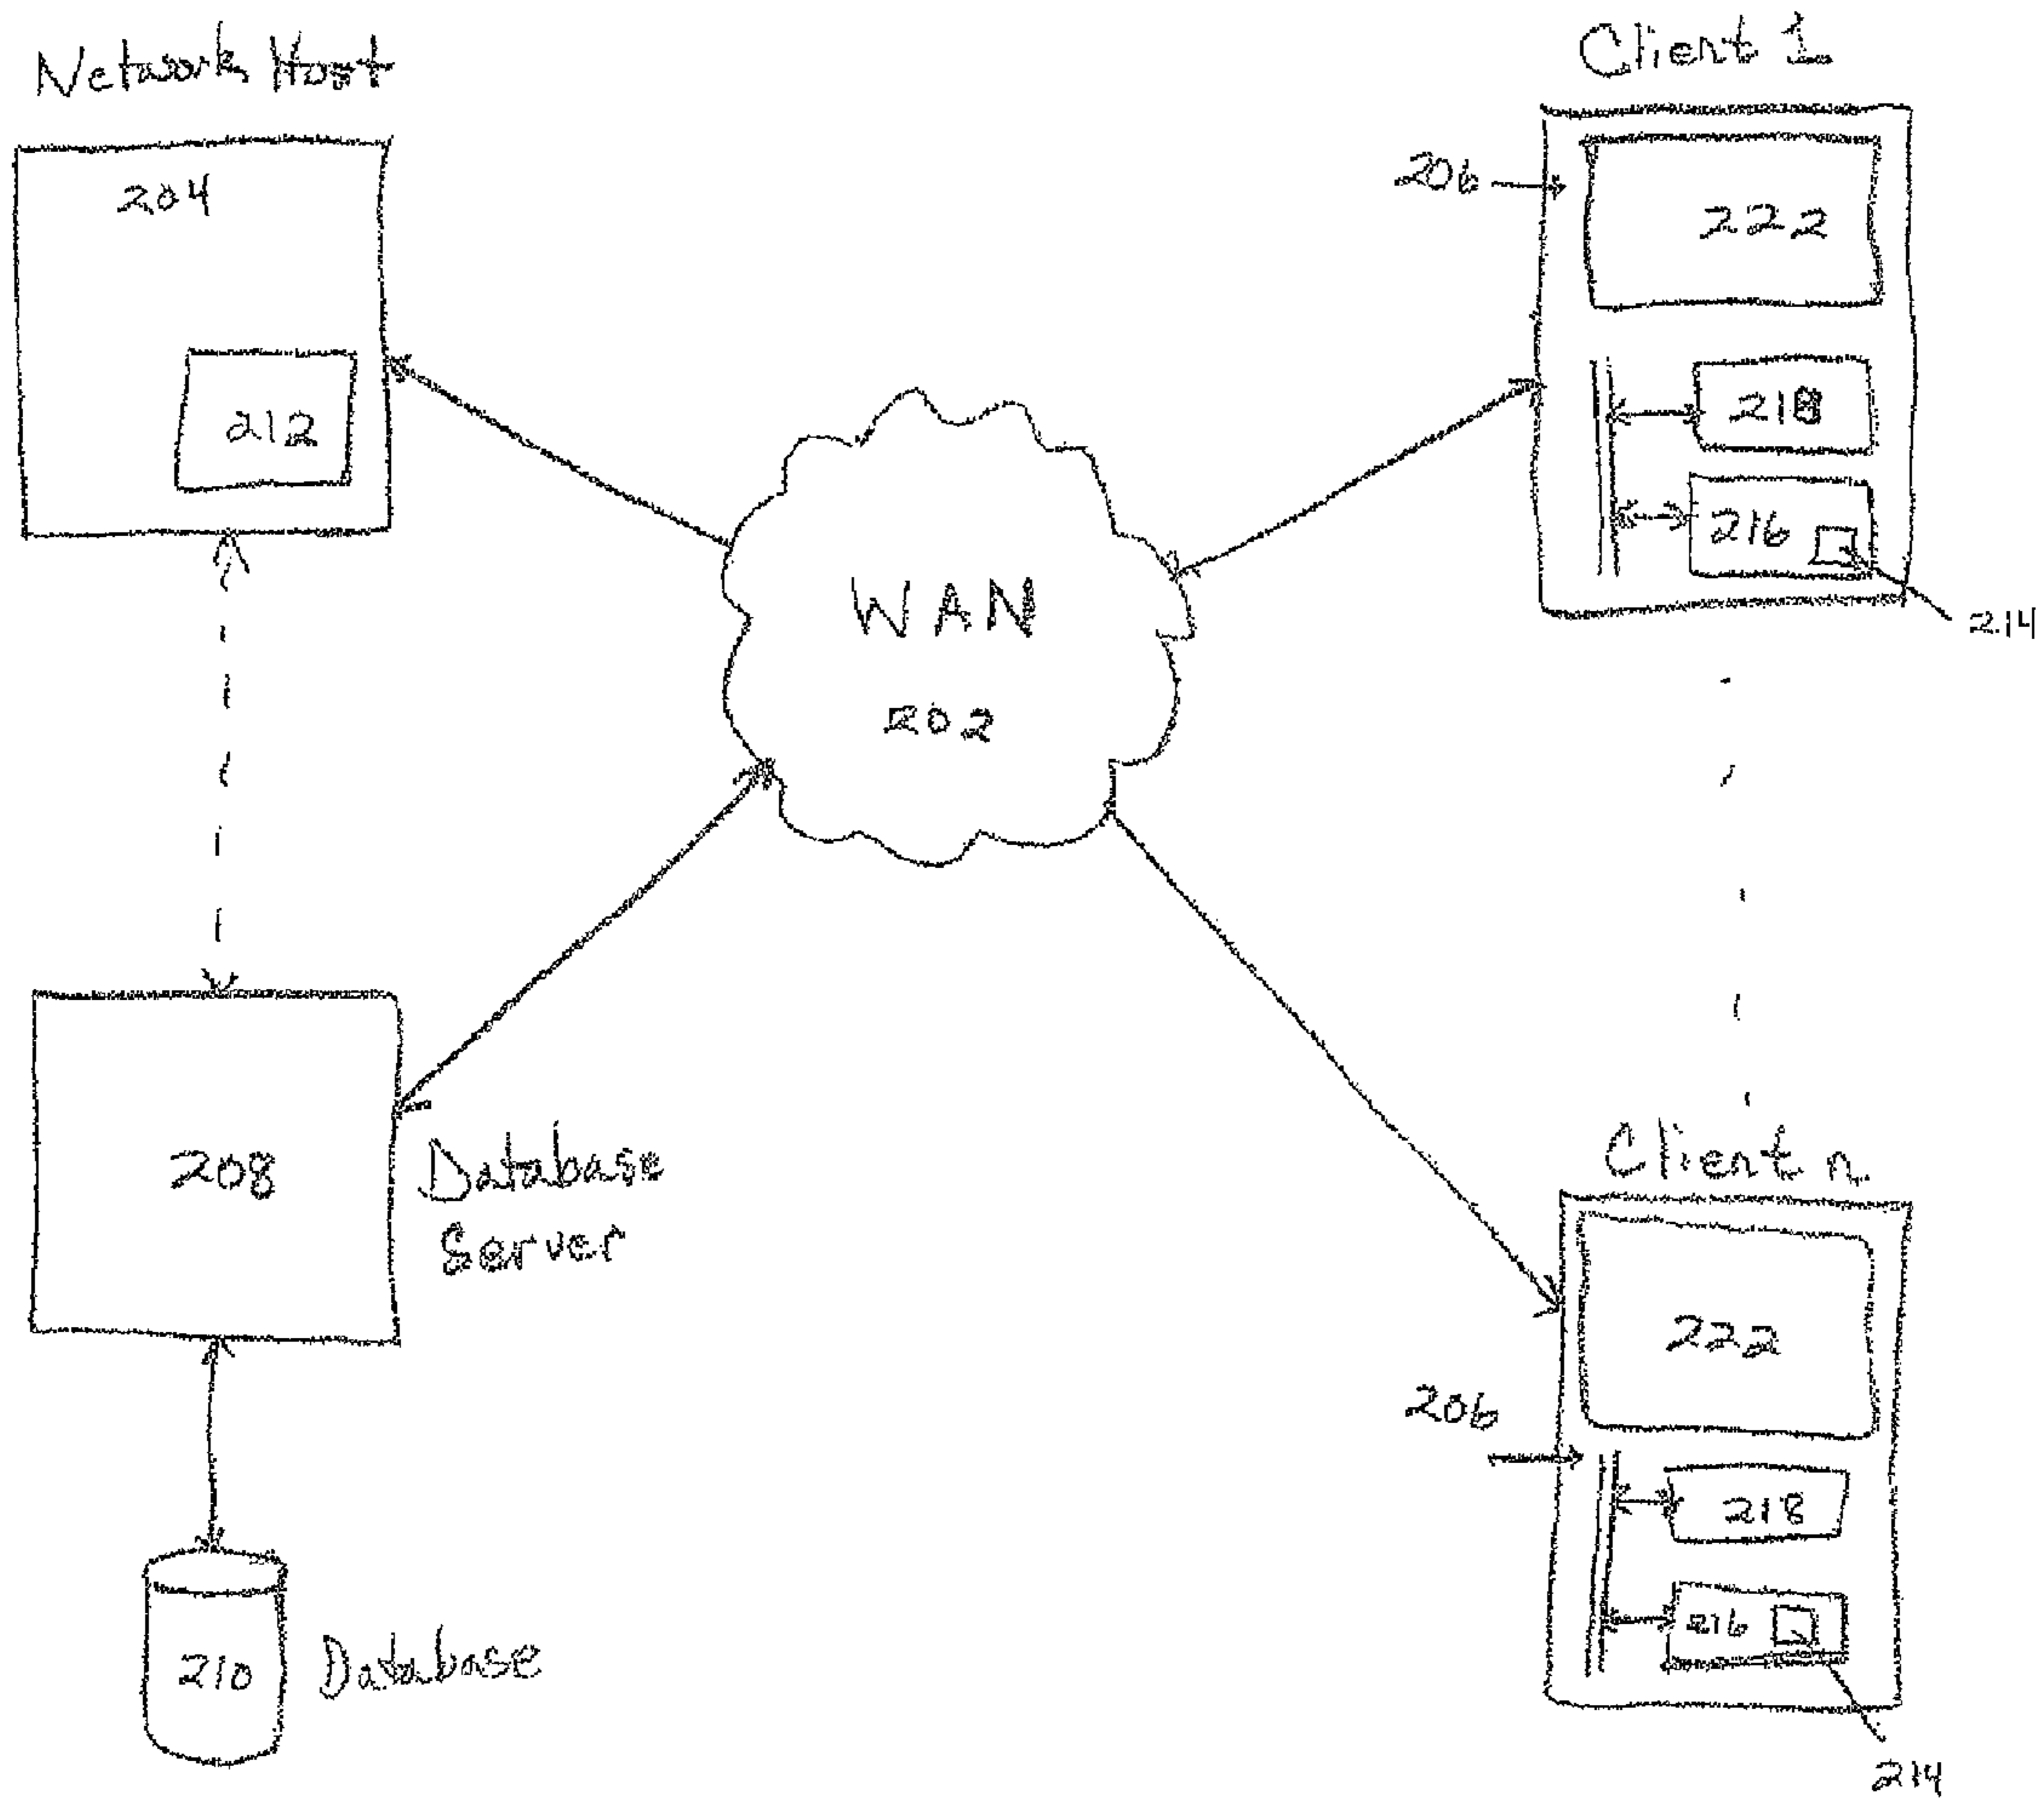 Network Host
204
212
WAN
202
Client 1
206
222
218
216
214
208
Database
Server
210
Database
Client n
222
206
218
216
214